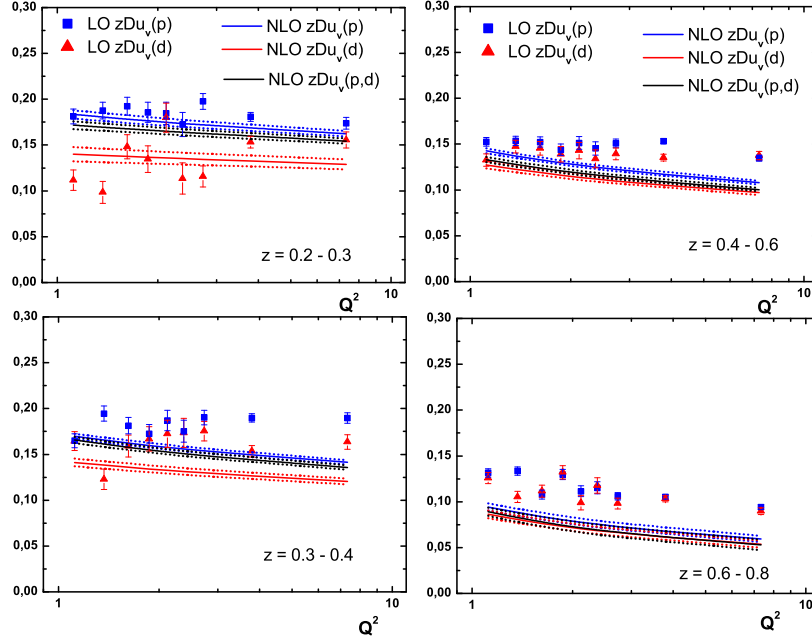 LO zDu_v(p)
LO zDu_v(d)
NLO zDu_v(p)
NLO zDu_v(d)
NLO zDu_v(p,d)
0,30
0,25
0,20
0,15
0,10
0,05
0,00
z = 0.2 - 0.3
1
10
Q²
LO zDu_v(p)
LO zDu_v(d)
NLO zDu_v(p)
NLO zDu_v(d)
NLO zDu_v(p,d)
0,30
0,25
0,20
0,15
0,10
0,05
0,00
z = 0.4 - 0.6
1
10
Q²
0,30
0,25
0,20
0,15
0,10
0,05
0,00
z = 0.3 - 0.4
1
10
Q²
0,30
0,25
0,20
0,15
0,10
0,05
0,00
z = 0.6 - 0.8
1
10
Q²